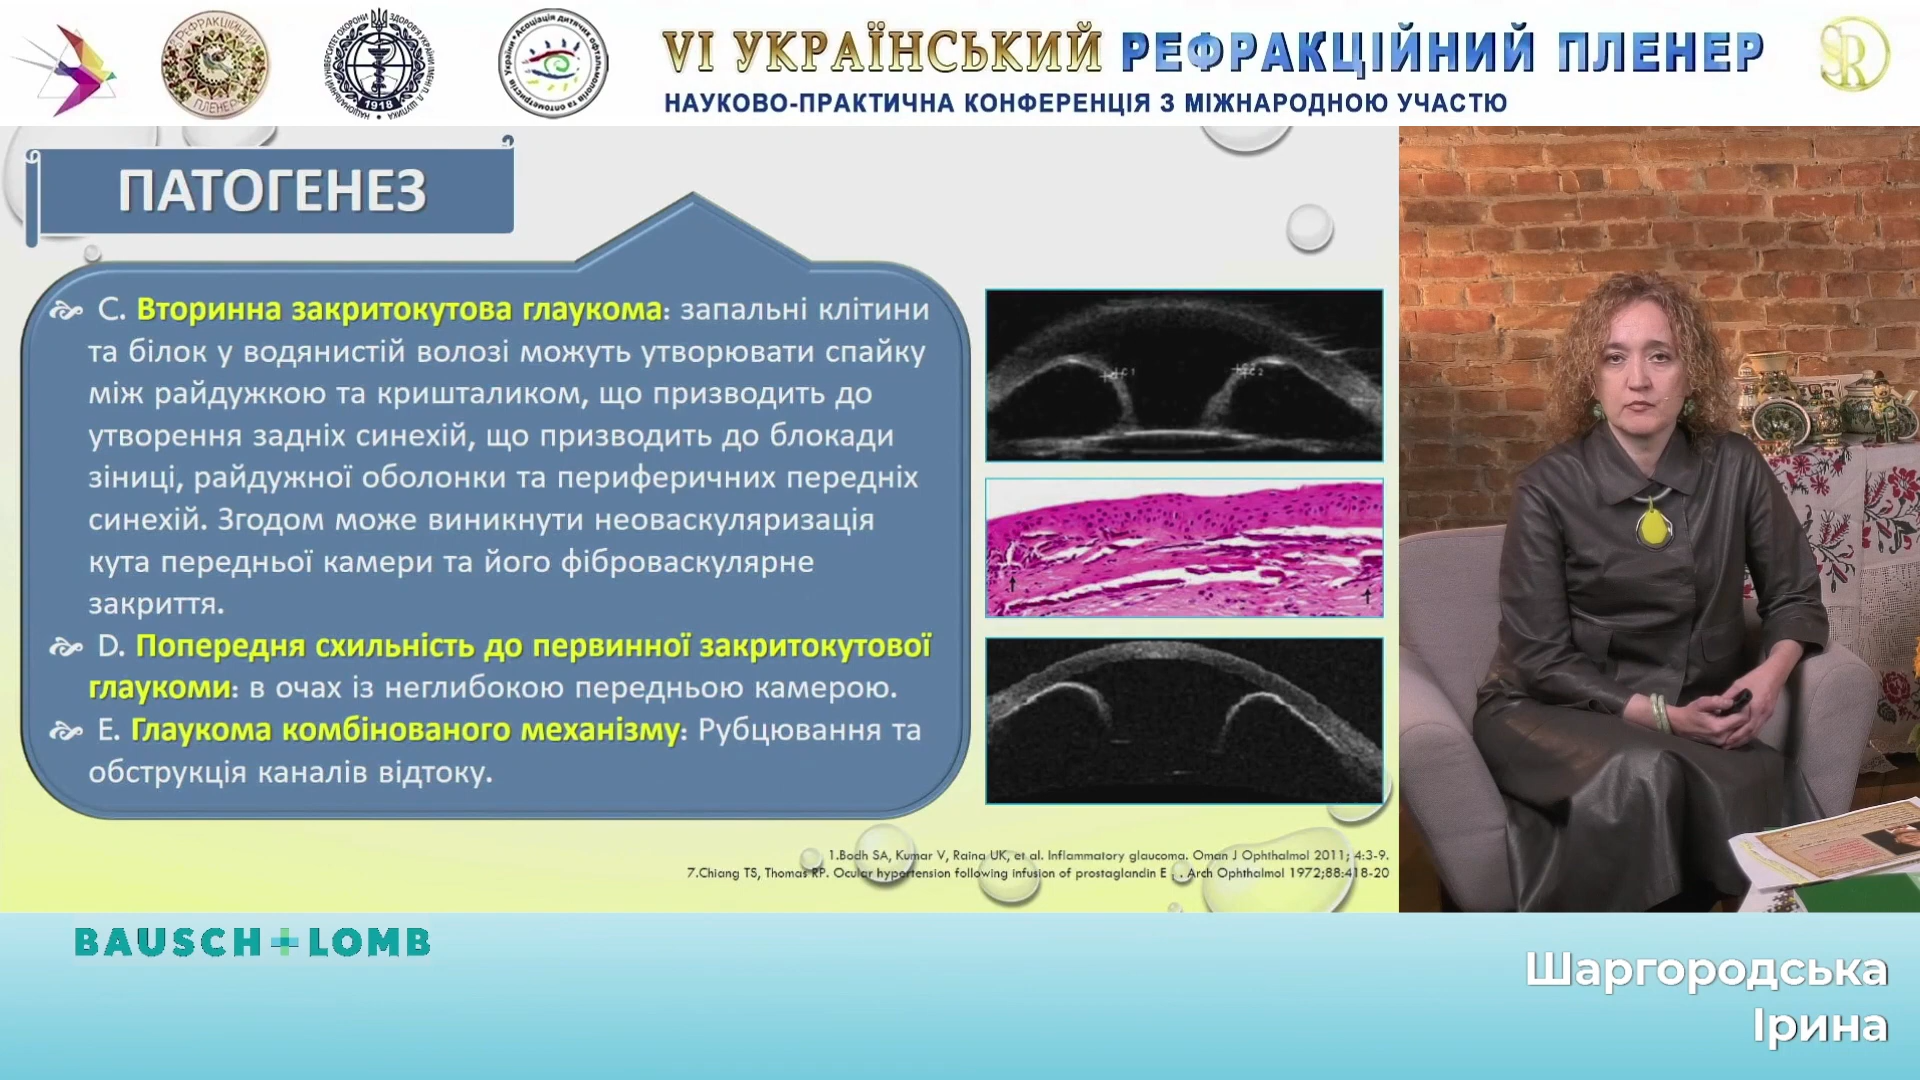 VI УКРАЇНСЬКИЙ РЕФРАКЦІЙНИЙ ПЛЕНЕР
НАУКОВО-ПРАКТИЧНА КОНФЕРЕНЦІЯ З МІЖНАРОДНОЮ УЧАСТЮ
РЕФРАКЦІЙНИЙ
ПЛЕНЕР
1918
SR
ПАТОГЕНЕЗ
C. Вторинна закритокутова глаукома: запальні клітини
та білок у водянистій волозі можуть утворювати спайку
між райдужкою та кришталиком, що призводить до
утворення задніх синехій, що призводить до блокади
зіниці, райдужної оболонки та периферичних передніх
синехій. Згодом може виникнути неоваскуляризація
кута передньої камери та його фіброваскулярне
закриття.
D. Попередня схильність до первинної закритокутової
глаукоми: в очах із неглибокою передньою камерою.
E. Глаукома комбінованого механізму: Рубцювання та
обструкція каналів відтоку.
1.Bodh SA, Kumar V, Raina UK, et al. Inflammatory glaucoma. Oman J Ophthalmol 2011; 4:3-9.
7.Chiang TS, Thomas RP. Ocular hypertension following infusion of prostaglandin E . . Arch Ophthalmol 1972;88:418-20
BAUSCH + LOMB
Шаргородська
Ірина